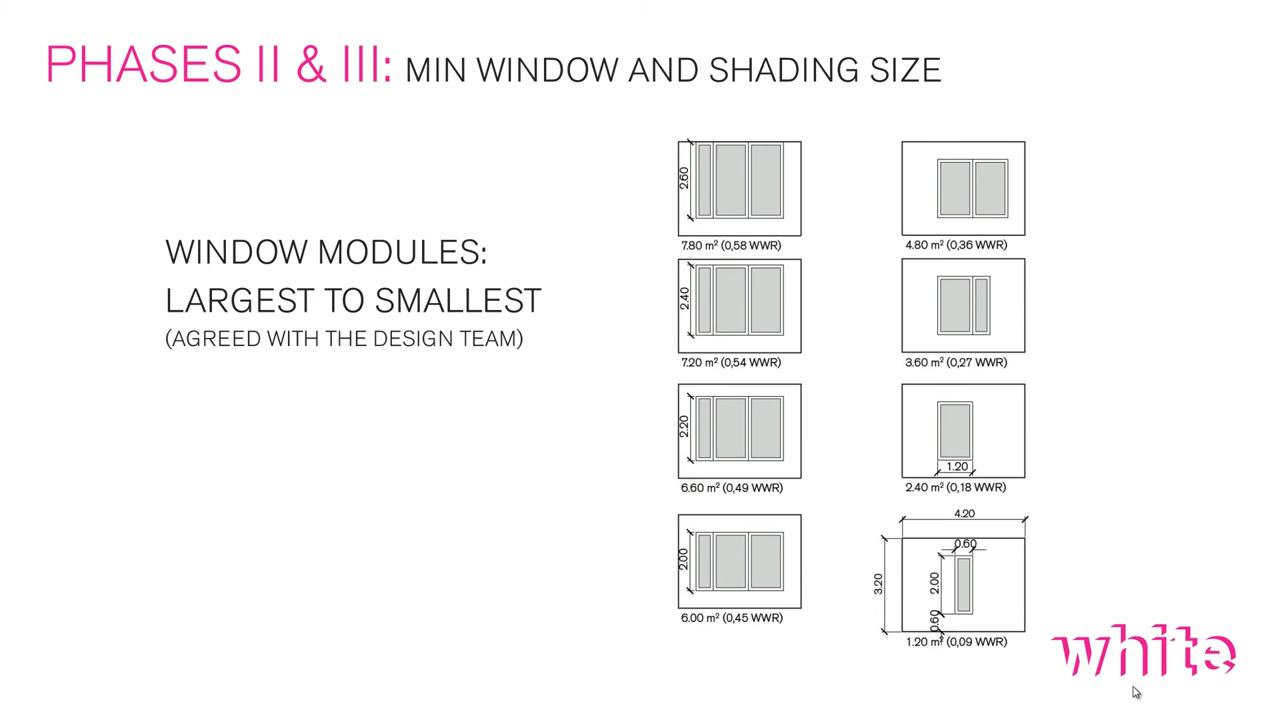 PHASES II & III: MIN WINDOW AND SHADING SIZE
WINDOW MODULES:
LARGEST TO SMALLEST
(AGREED WITH THE DESIGN TEAM)
2.60
7.80 m² (0,58 WWR)
2.40
7.20 m² (0,54 WWR)
2.20
6.60 m² (0,49 WWR)
2.00
6.00 m² (0,45 WWR)
4.80 m² (0,36 WWR)
3.60 m² (0,27 WWR)
1.20
2.40 m² (0,18 WWR)
4.20
0.60
3.20
2.00
0.60
1.20 m² (0,09 WWR)
white